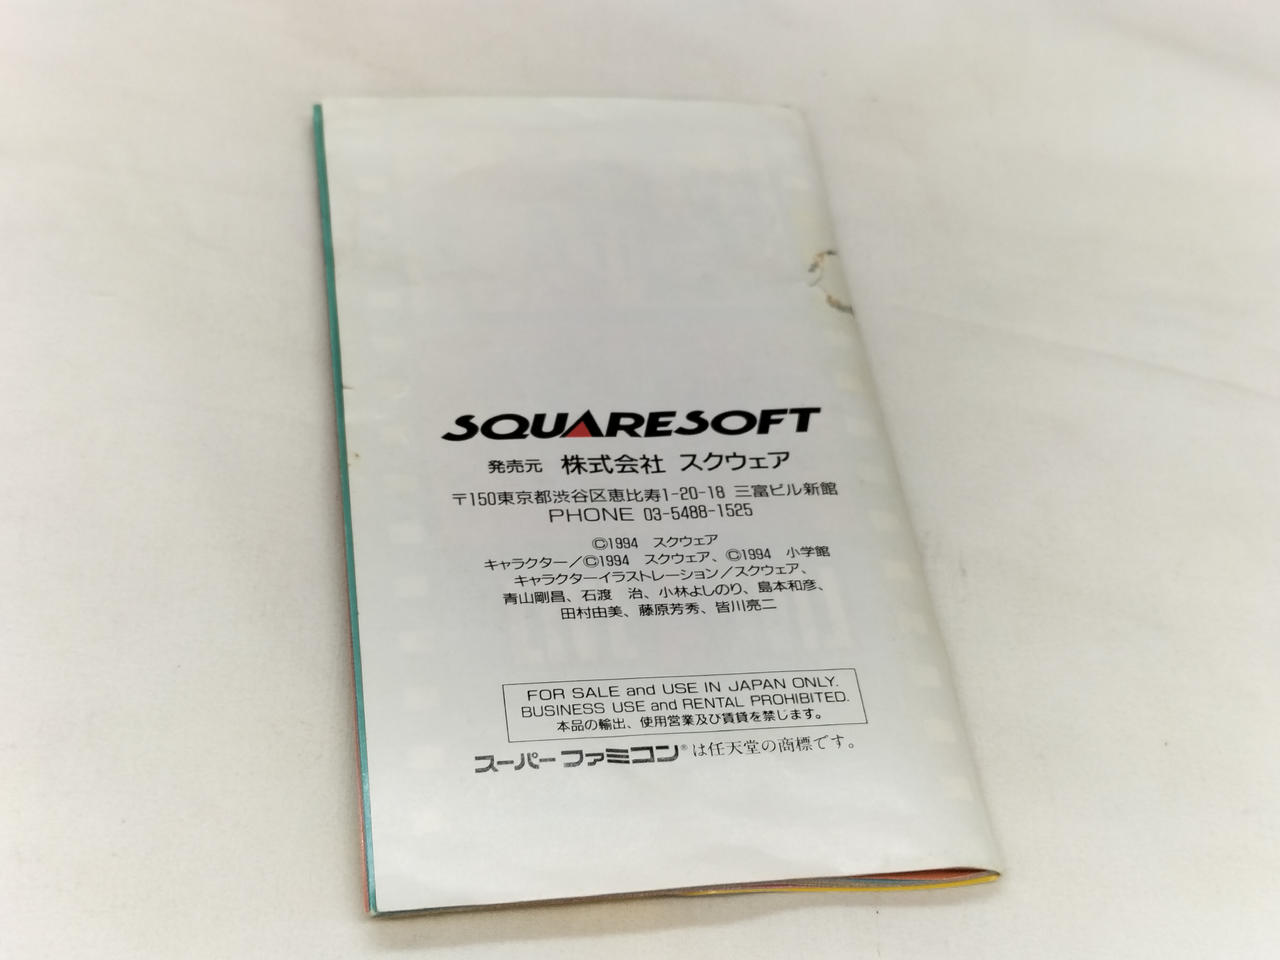 SQUARESOFT
発売元 株式会社 スクウェア
〒150東京都渋谷区恵比寿1-20-18 三富ビル新館
PHONE 03-5488-1525
©1994 スクウェア
キャラクター/©1994 スクウェア、©1994 小学館
キャラクターイラストレーション/スクウェア、
青山剛昌、石渡 治、小林よしのり、島本和彦、
田村由美、藤原芳秀、皆川亮二
FOR SALE and USE IN JAPAN ONLY.
BUSINESS USE and RENTAL PROHIBITED.
本品の輸出、使用営業及び賃貸を禁じます。
スーパーファミコン®は任天堂の商標です。